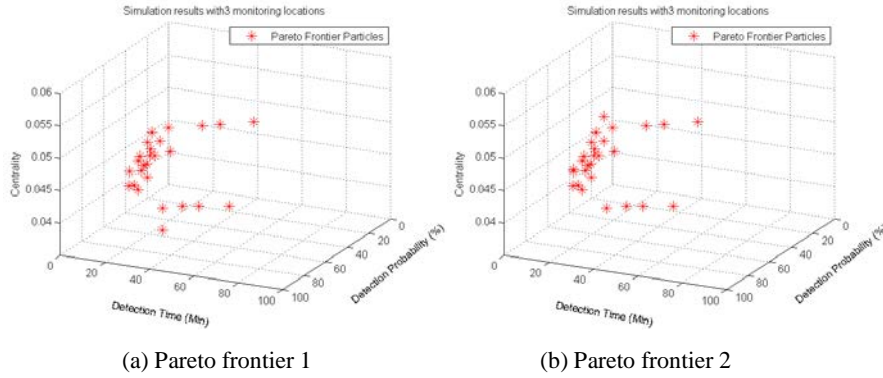 Simulation results with3 monitoring locations
Pareto Frontier Particles
0.06
0.055
0.05
0.045
0.04
Centrality
0
20
40
60
80
100
Detection Time (Min)
0
20
40
60
80
100
Detection Probability (%)
(a) Pareto frontier 1
Simulation results with3 monitoring locations
Pareto Frontier Particles
0.06
0.055
0.05
0.045
0.04
Centrality
0
20
40
60
80
100
Detection Time (Min)
0
20
40
60
80
100
Detection Probability (%)
(b) Pareto frontier 2